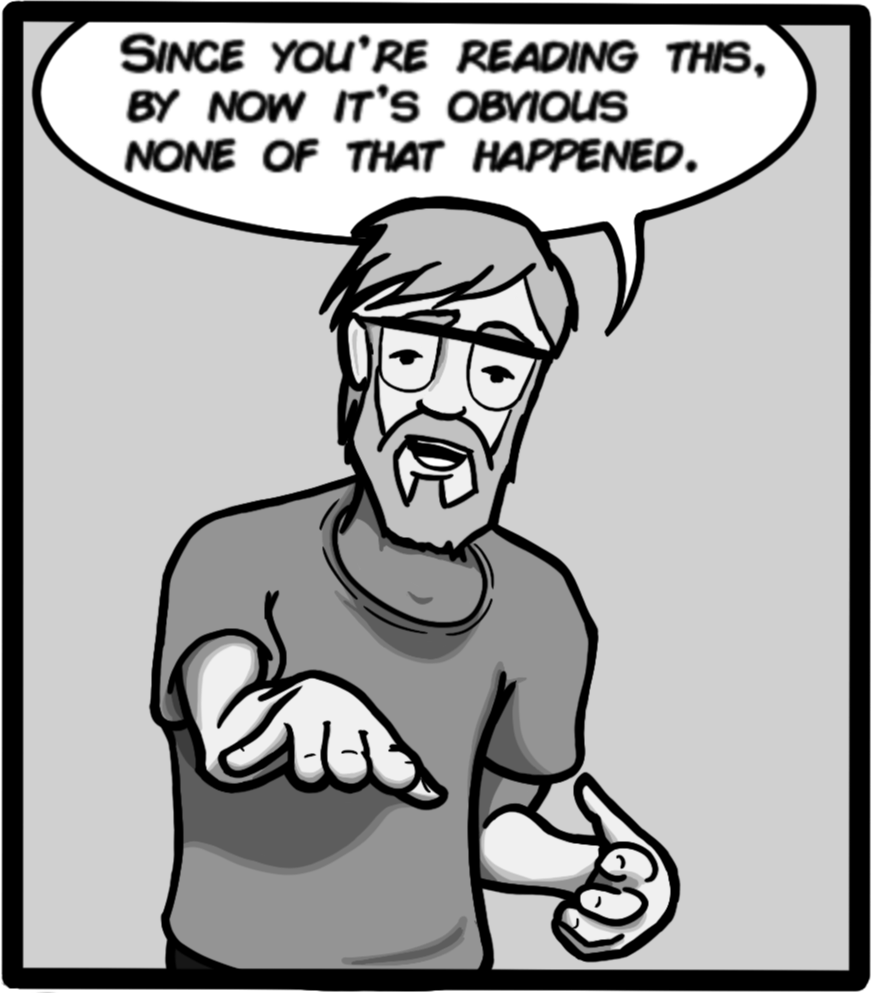 SINCE YOU'RE READING THIS,
BY NOW IT'S OBVIOUS
NONE OF THAT HAPPENED.